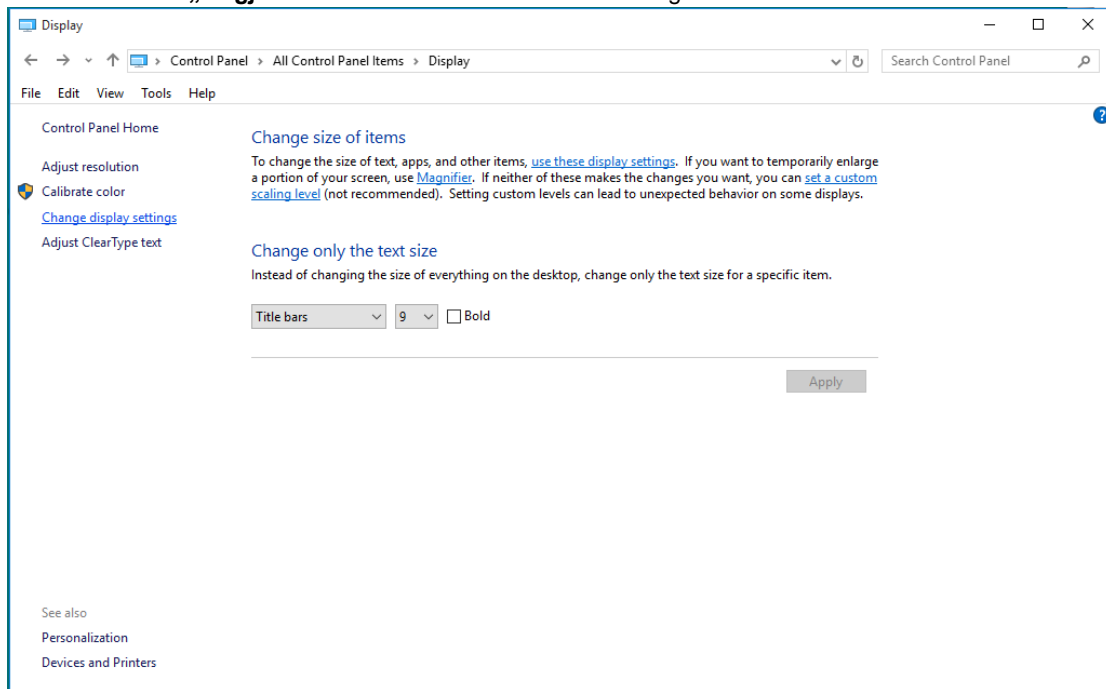 Display
Control Panel > All Control Panel Items > Display
Search Control Panel
File Edit View Tools Help
Control Panel Home
Adjust resolution
Calibrate color
Change display settings
Adjust ClearType text
Change size of items
To change the size of text, apps, and other items, use these display settings. If you want to temporarily enlarge
a portion of your screen, use Magnifier. If neither of these makes the changes you want, you can set a custom
scaling level (not recommended). Setting custom levels can lead to unexpected behavior on some displays.
Change only the text size
Instead of changing the size of everything on the desktop, change only the text size for a specific item.
Title bars 9 Bold
Apply
See also
Personalization
Devices and Printers